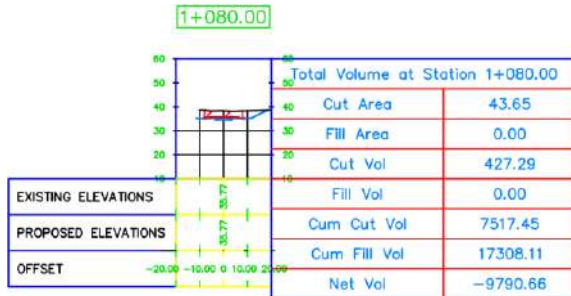 1+080.00
60 60
50 50
40 40
30 30
20 20
10 10
Total Volume at Station 1+080.00
Cut Area 43.65
Fill Area 0.00
Cut Vol 427.29
Fill Vol 0.00
Cum Cut Vol 7517.45
Cum Fill Vol 17308.11
Net Vol -9790.66
EXISTING ELEVATIONS 35.77
PROPOSED ELEVATIONS 35.77
OFFSET -20.00 -10.00 0 10.00 20.00